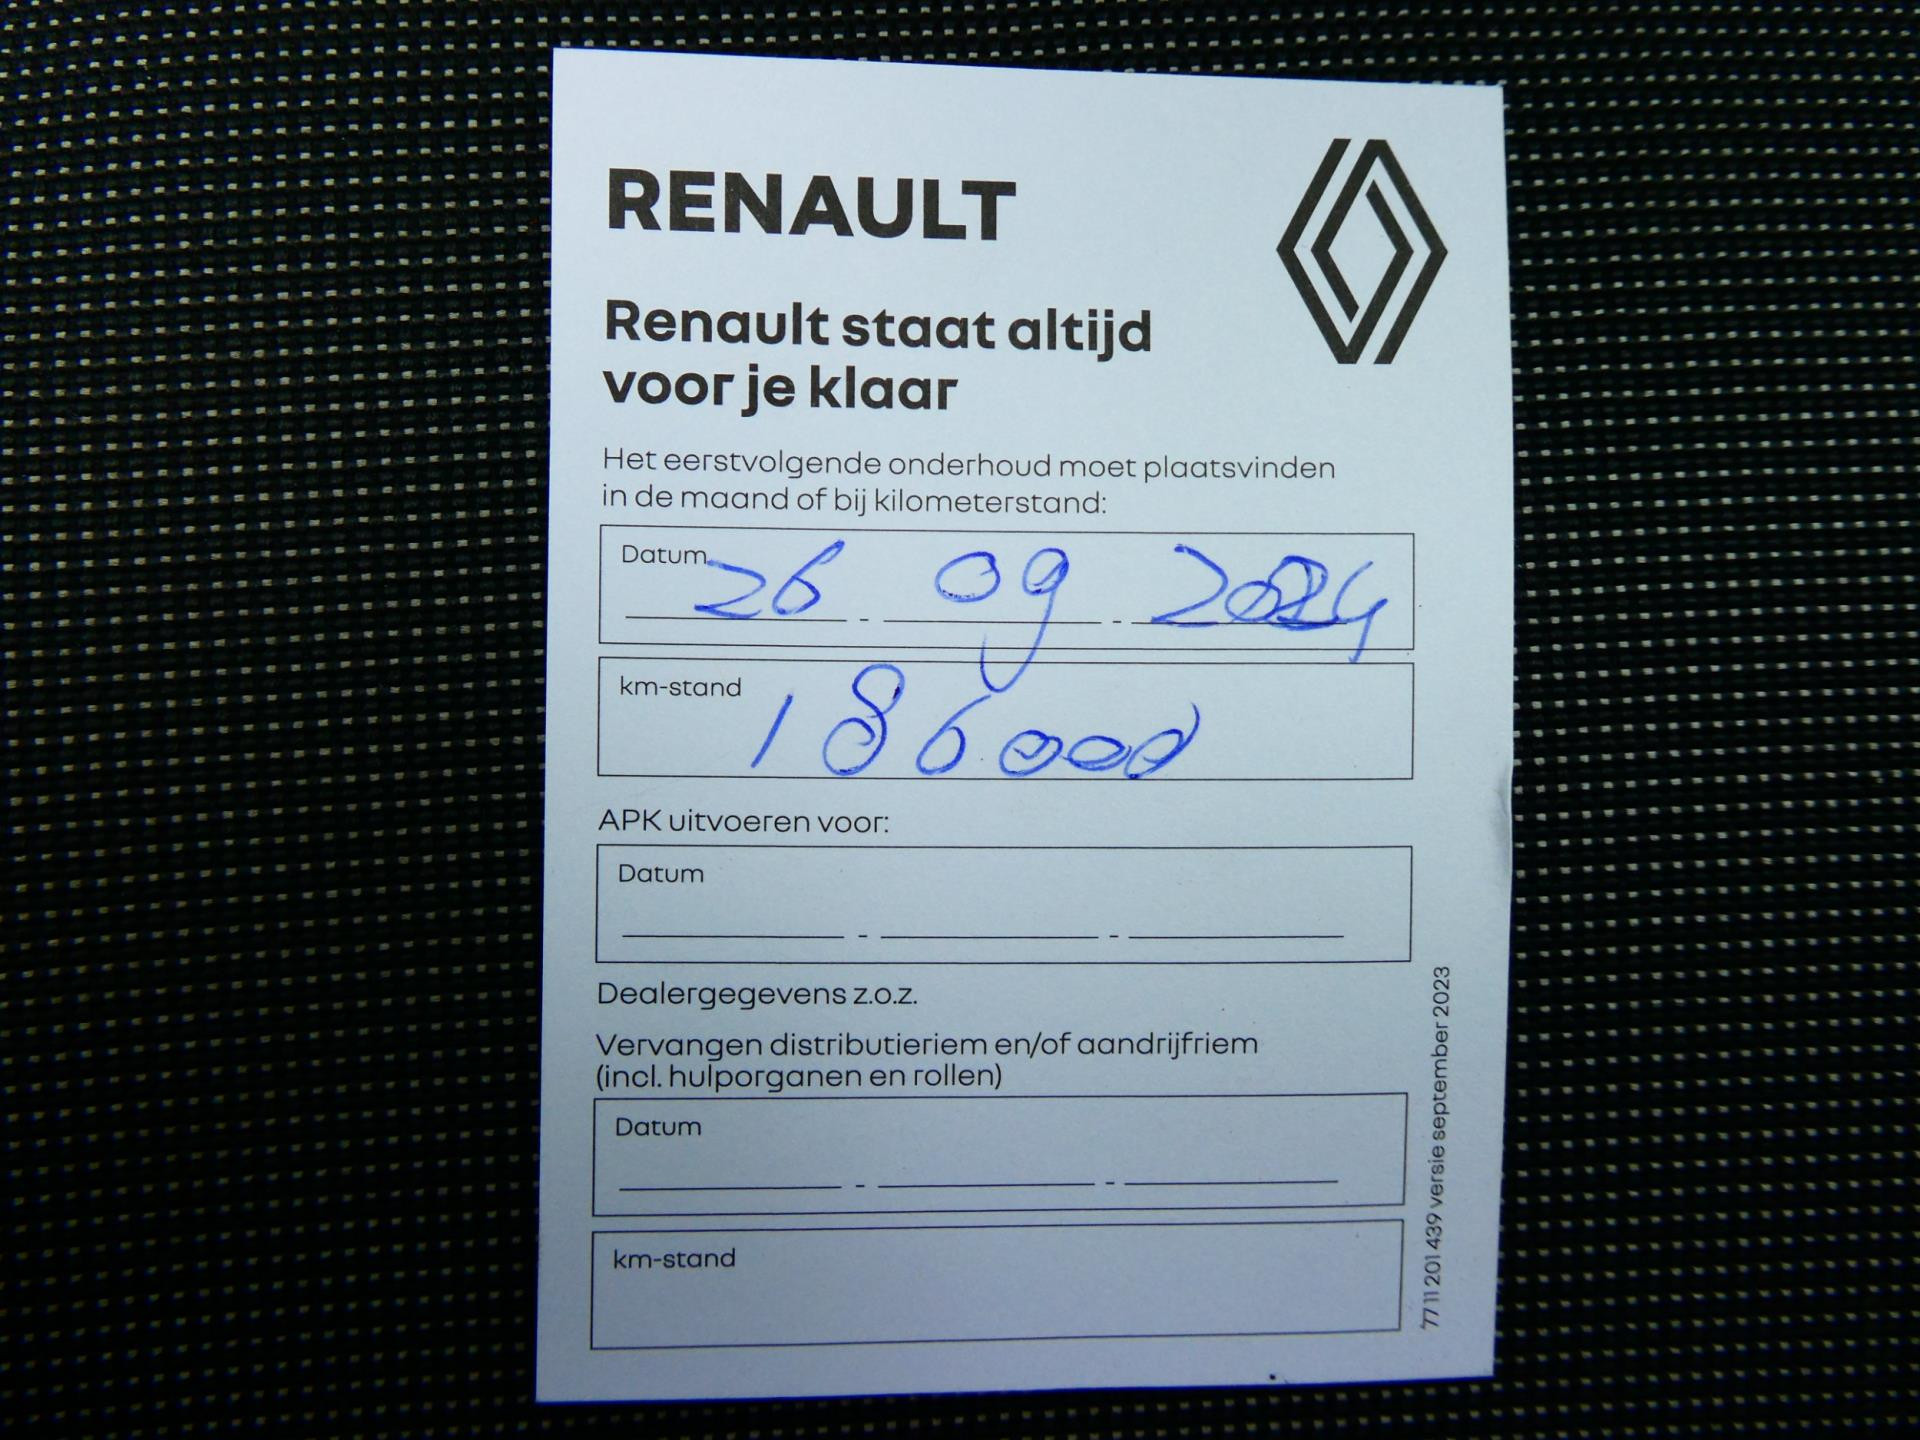 RENAULT
Renault staat altijd
voor je klaar
Het eerstvolgende onderhoud moet plaatsvinden
in de maand of bij kilometerstand:
Datum 26 - 09 - 2024
km-stand 186000
APK uitvoeren voor:
Datum
- -
Dealergegevens z.o.z.
Vervangen distributieriem en/of aandrijfriem
(incl. hulporganen en rollen)
Datum
- -
km-stand
77 11 201 439 versie september 2023